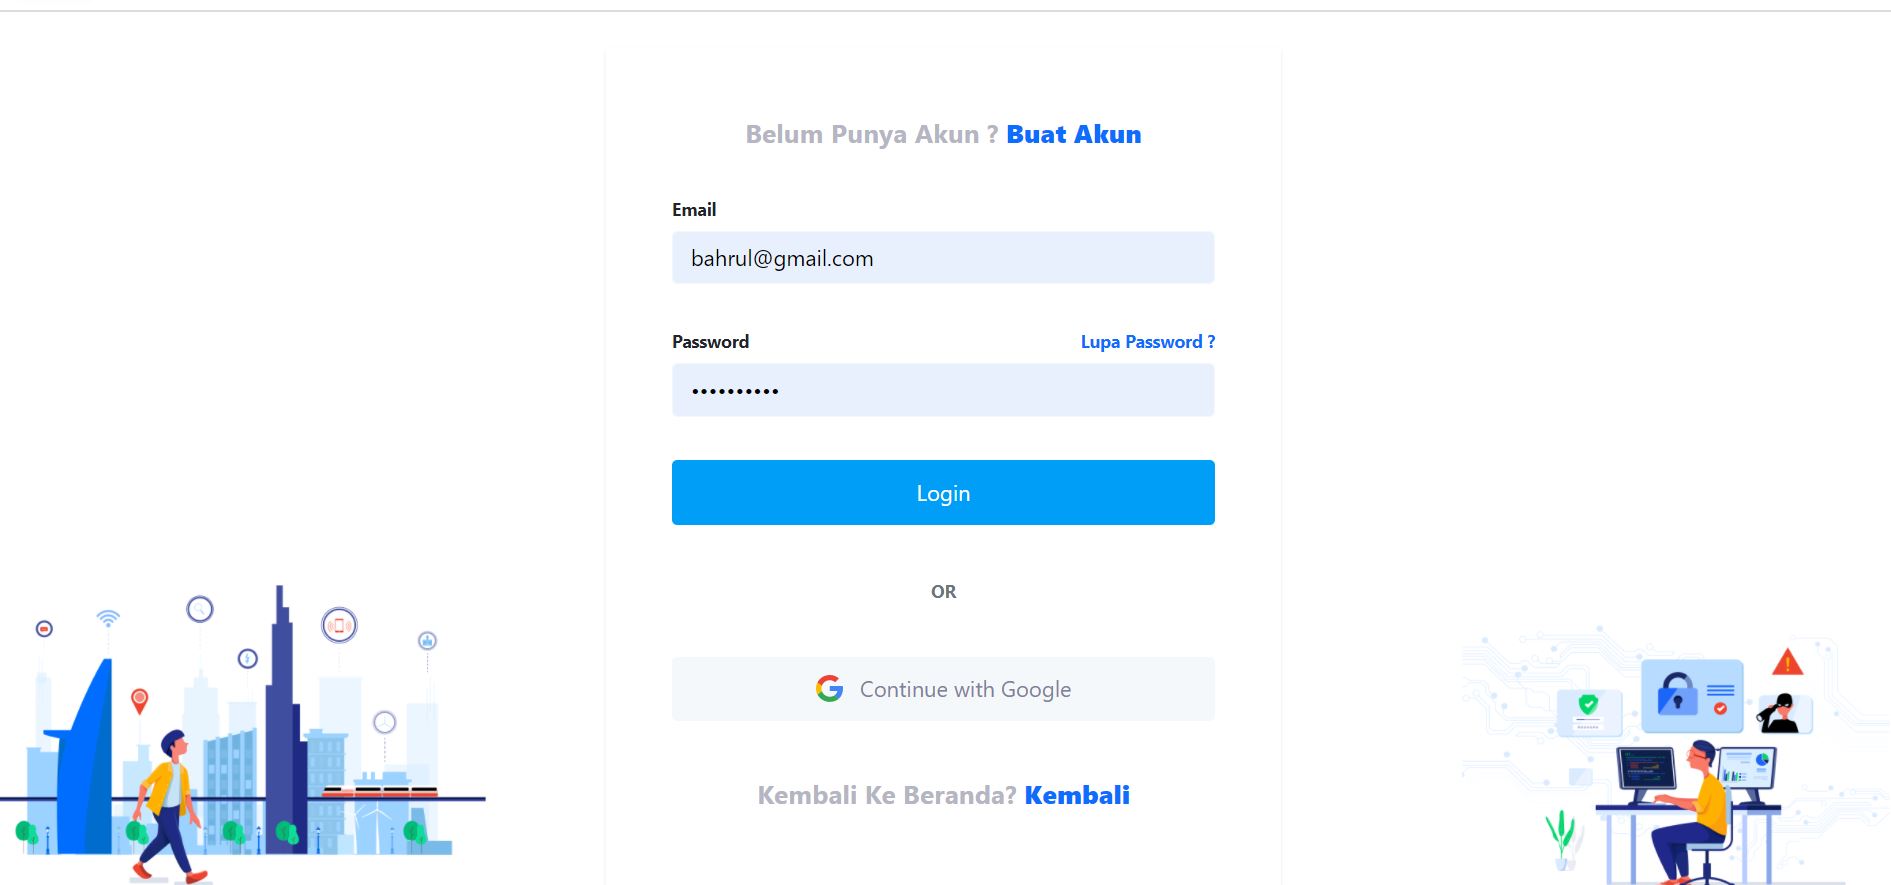 Belum Punya Akun ? Buat Akun
Email
bahrul@gmail.com
Password
Lupa Password ?
••••••••••
Login
OR
Continue with Google
Kembali Ke Beranda? Kembali